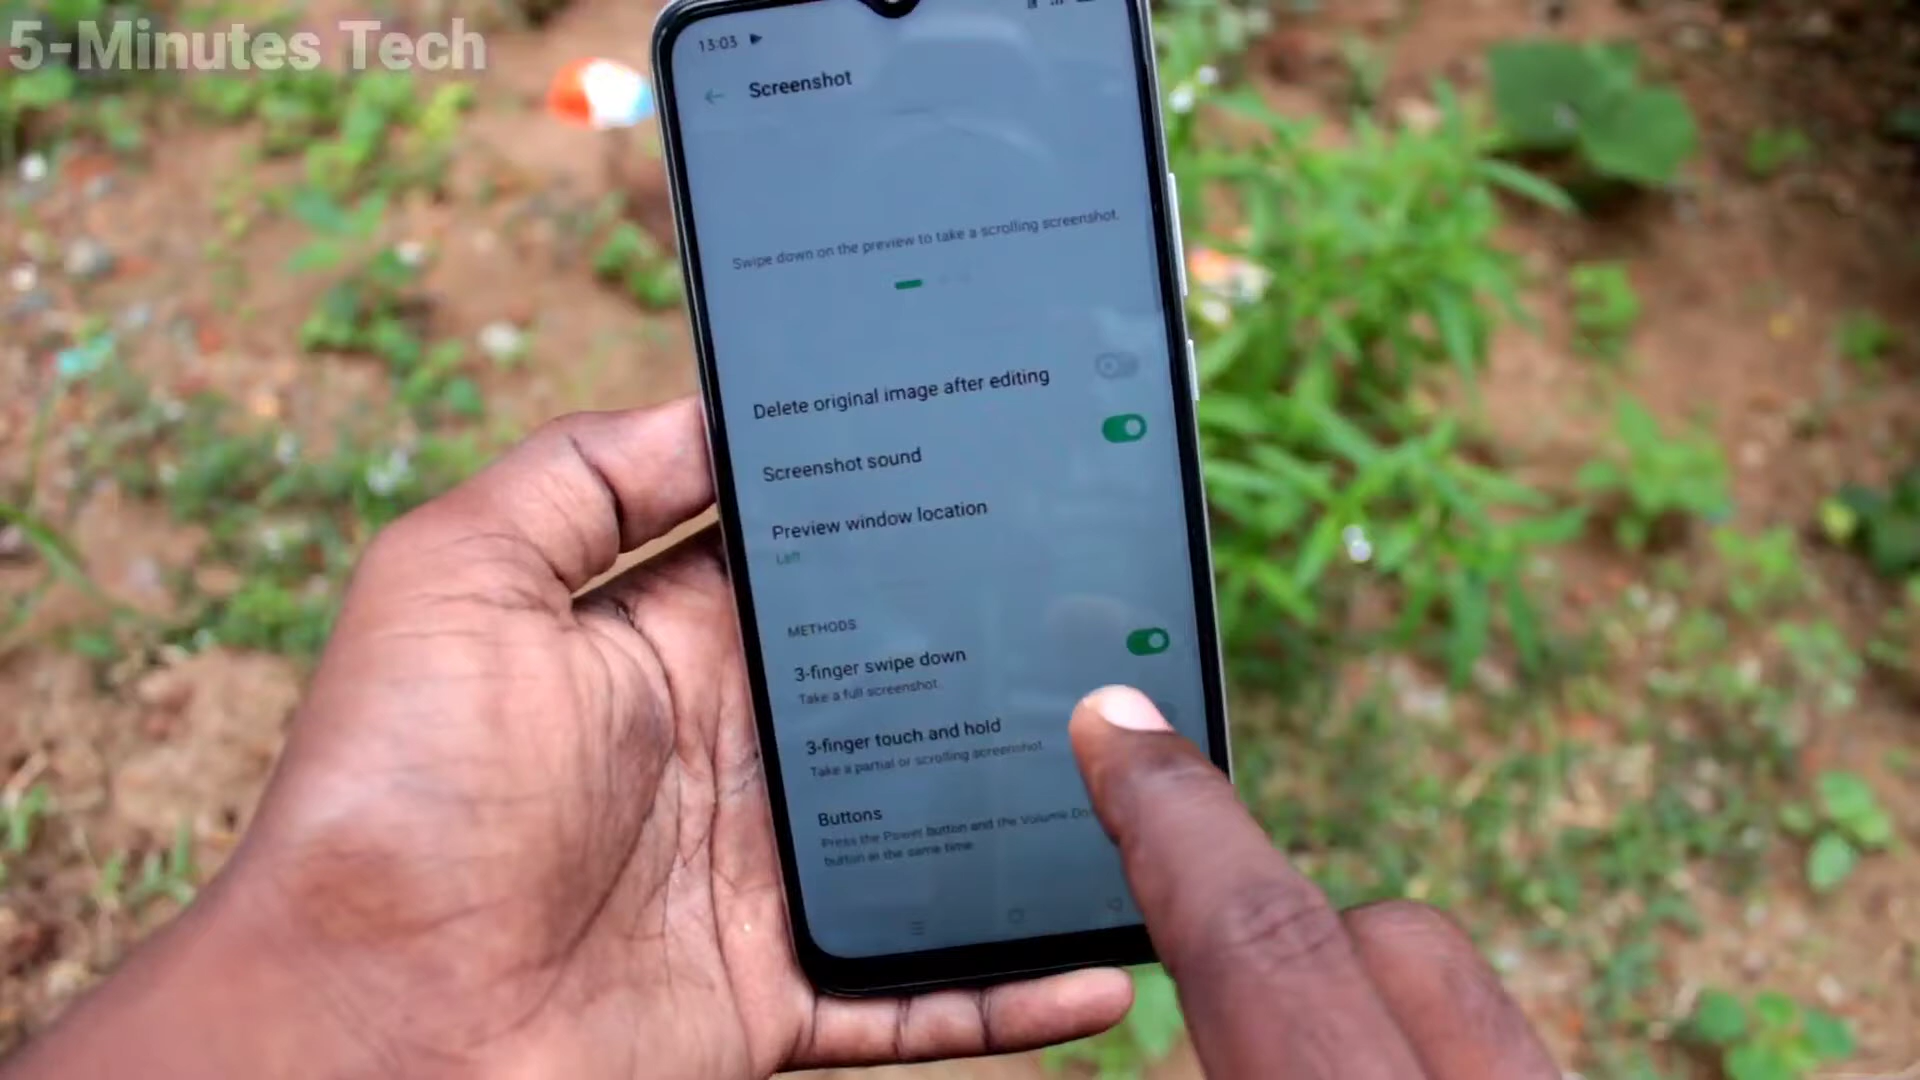 5-Minutes Tech
13:03
Screenshot
Swipe down on the preview to take a scrolling screenshot.
Delete original image after editing
Screenshot sound
Preview window location
Left
METHODS
3-finger swipe down
Take a full screenshot.
3-finger touch and hold
Take a partial or scrolling screenshot.
Buttons
Press the Power button and the Volume Do
button at the same time.